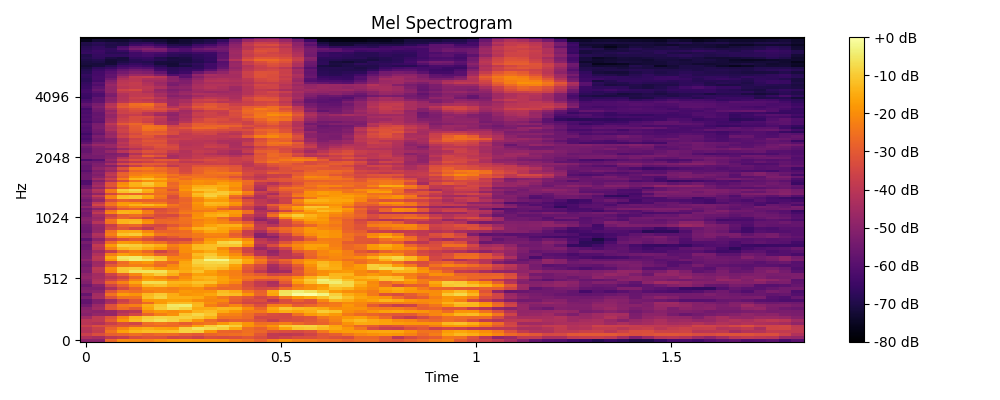 Mel Spectrogram
Hz
4096
2048
1024
512
0
0
0.5
1
1.5
Time
+0 dB
-10 dB
-20 dB
-30 dB
-40 dB
-50 dB
-60 dB
-70 dB
-80 dB